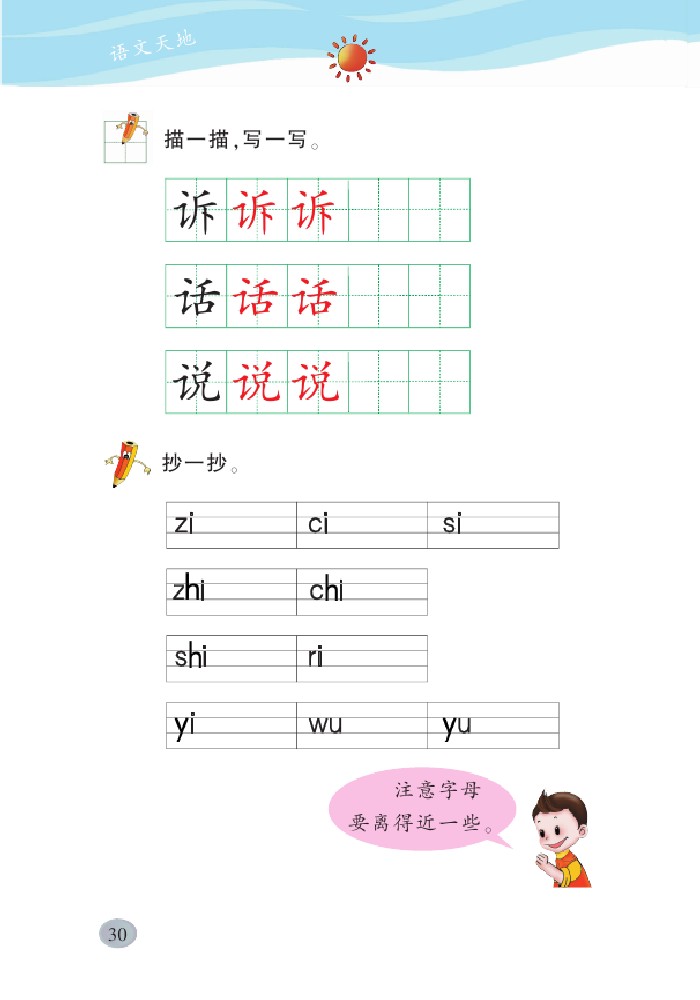 语文天地
描一描，写一写。
诉 诉 诉
话 话 话
说 说 说
抄一抄。
zi ci si
zhi chi
shi ri
yi wu yu
注意字母
要离得近一些。
30